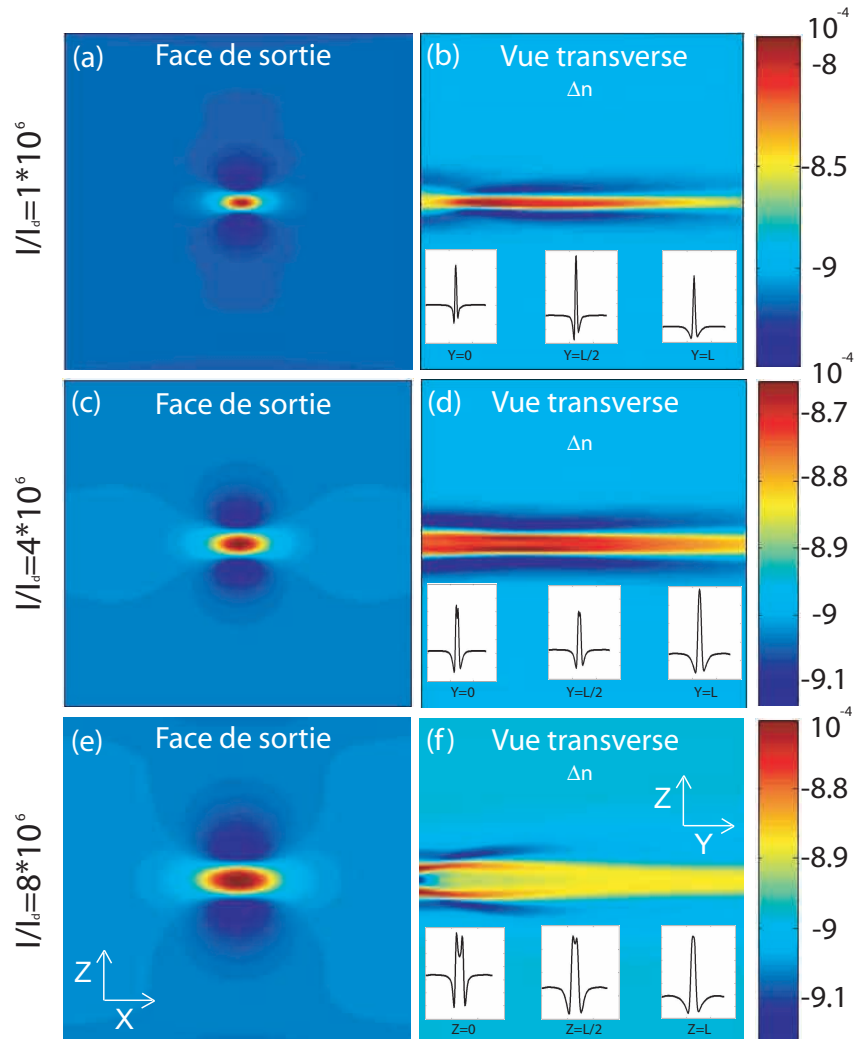 (a) Face de sortie
(b) Vue transverse
Δn
I/I_d=1*10^6
Y=0
Y=L/2
Y=L
10^-4
-8
-8.5
-9
(c) Face de sortie
(d) Vue transverse
Δn
I/I_d=4*10^6
Y=0
Y=L/2
Y=L
10^-4
-8.7
-8.8
-8.9
-9
-9.1
(e) Face de sortie
Z
X
(f) Vue transverse
Δn
Z
Y
I/I_d=8*10^6
Z=0
Z=L/2
Z=L
10^-4
-8.8
-8.9
-9
-9.1